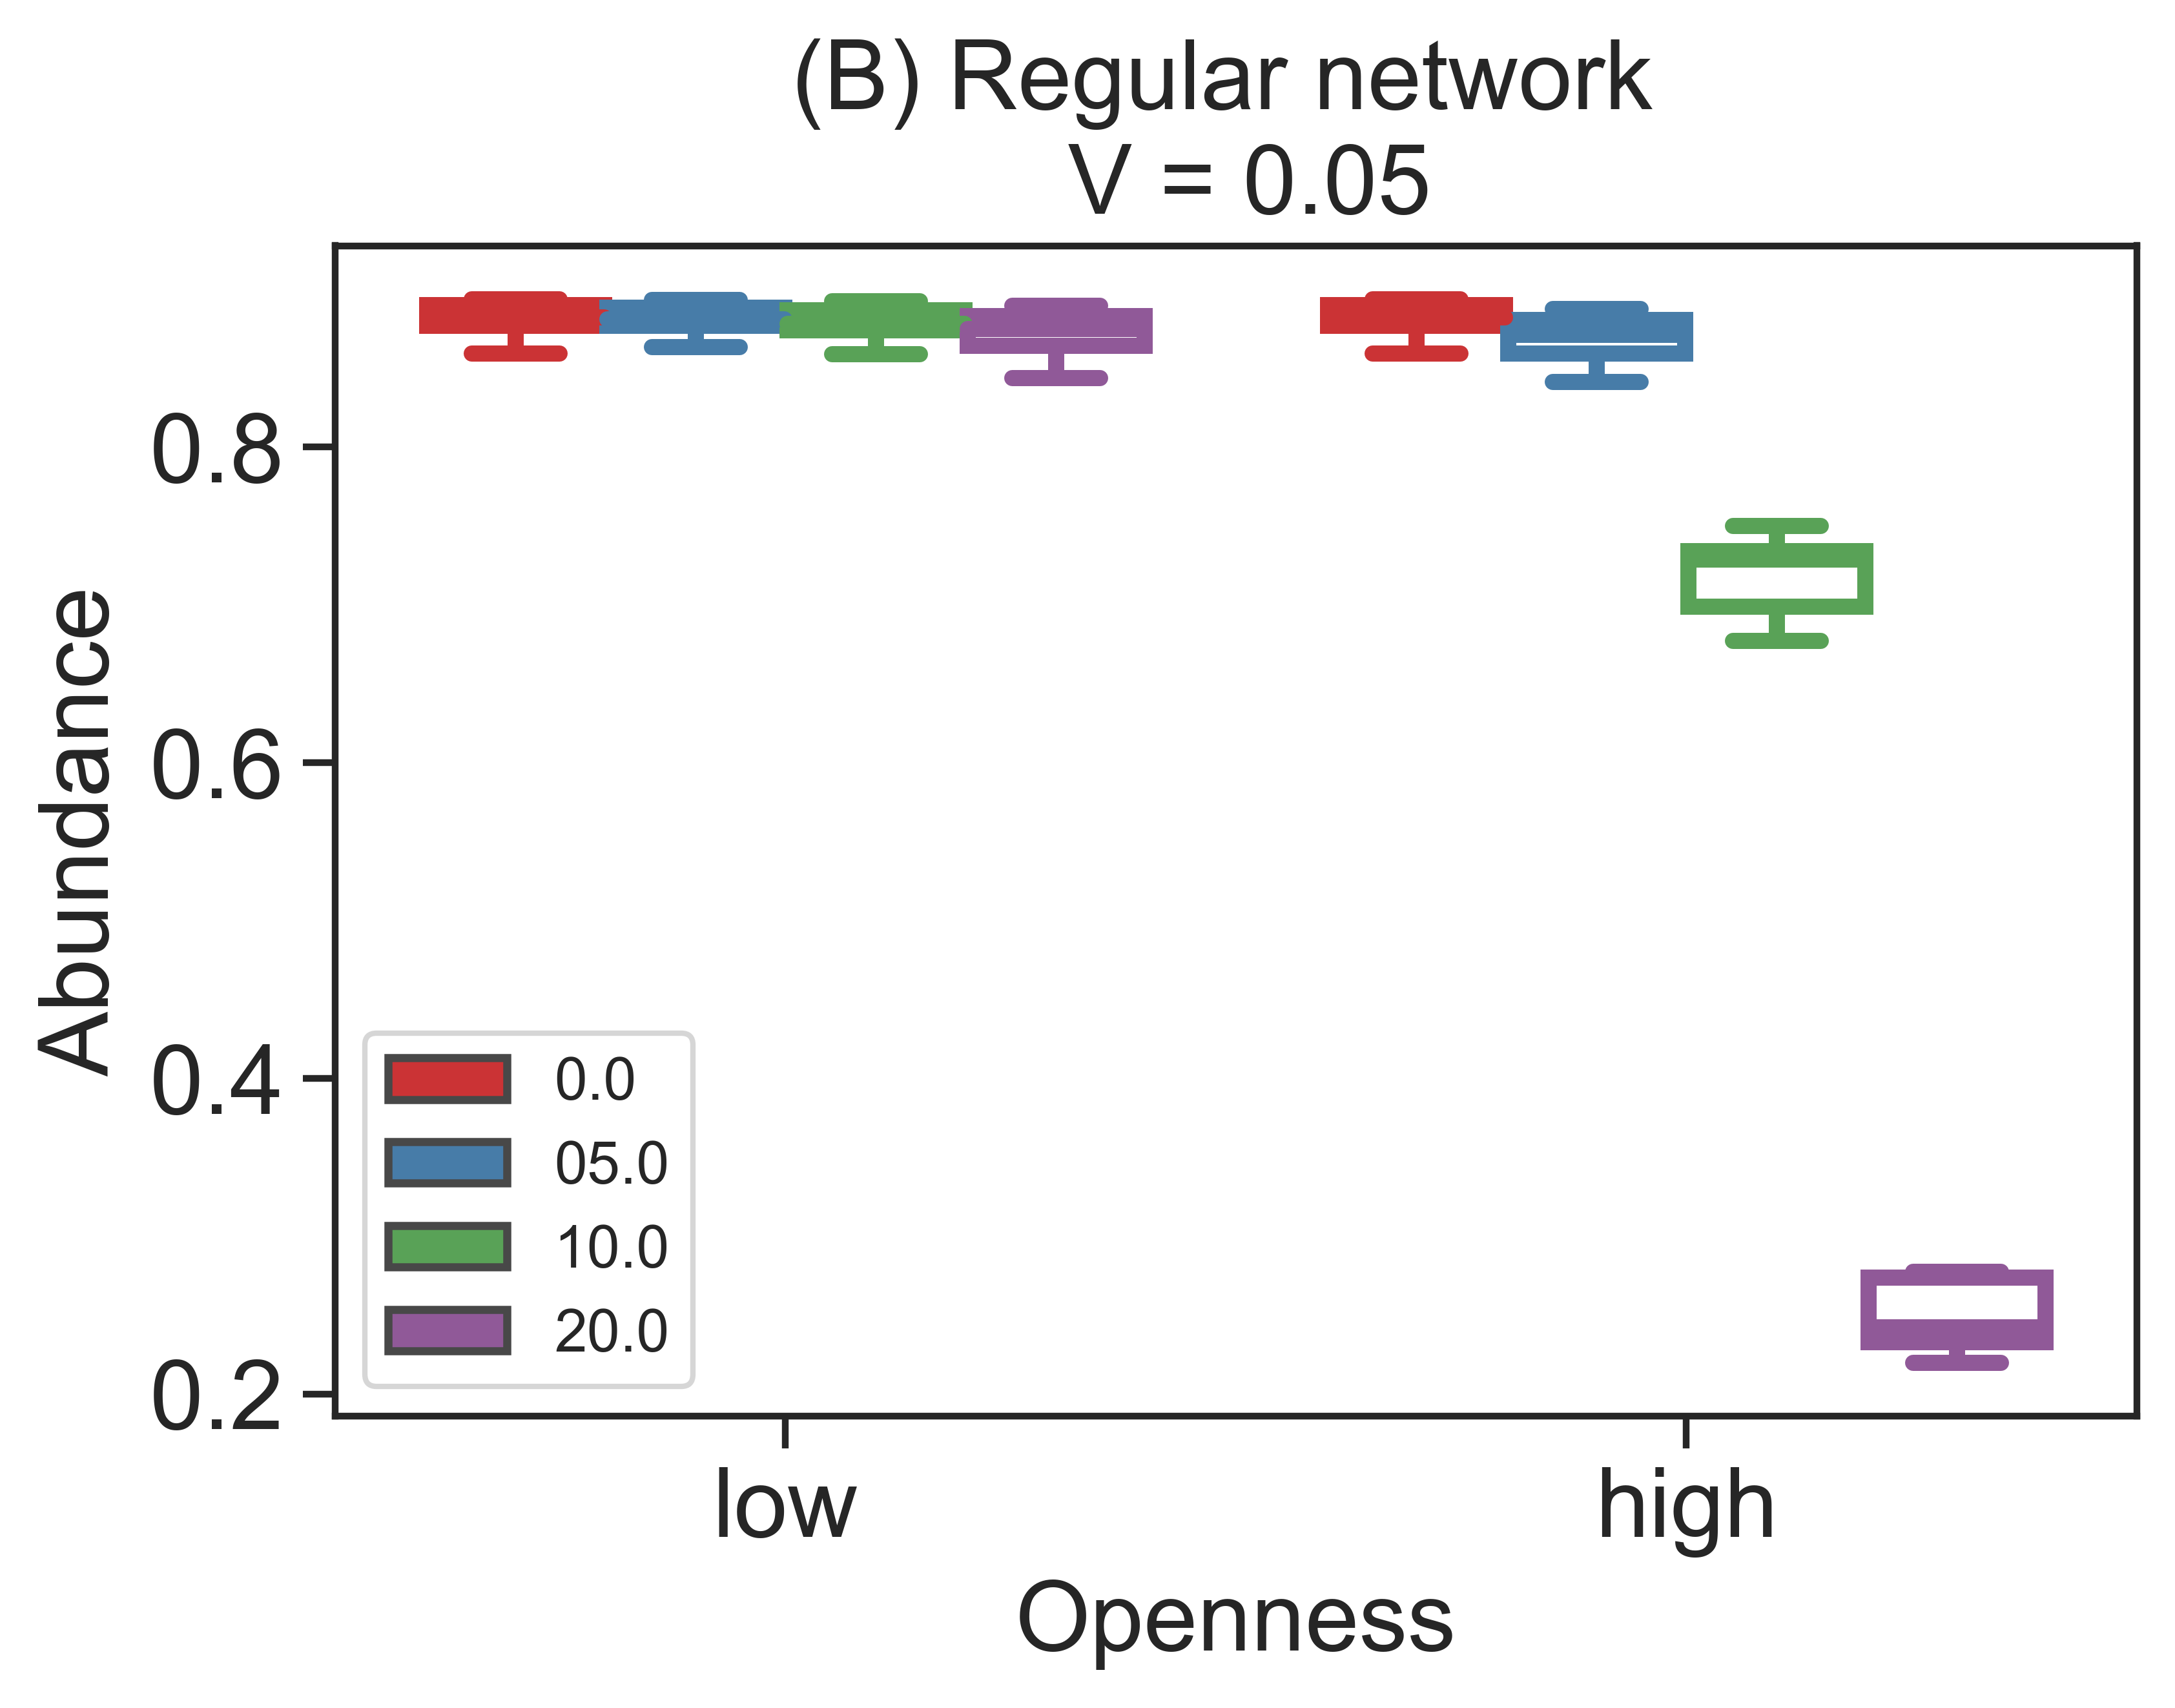 (B) Regular network
V = 0.05
Abundance
0.8
0.6
0.4
0.2
0.0
05.0
10.0
20.0
low
high
Openness